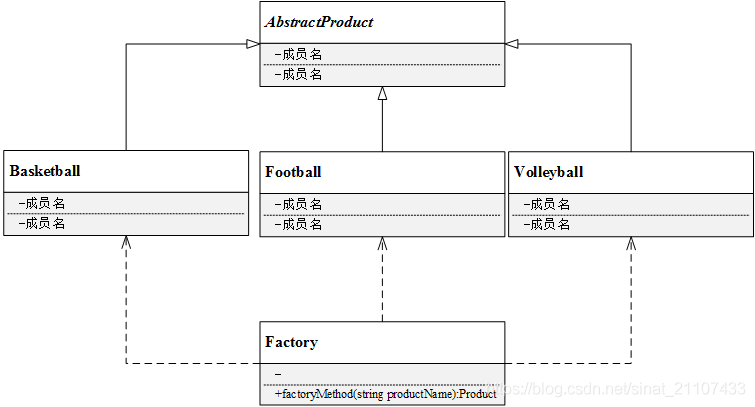 AbstractProduct
-成员名
-成员名
Basketball
-成员名
-成员名
Football
-成员名
-成员名
Volleyball
-成员名
-成员名
Factory
-
+factoryMethod(string productName):Product
https://blog.csdn.net/sinat_21107433